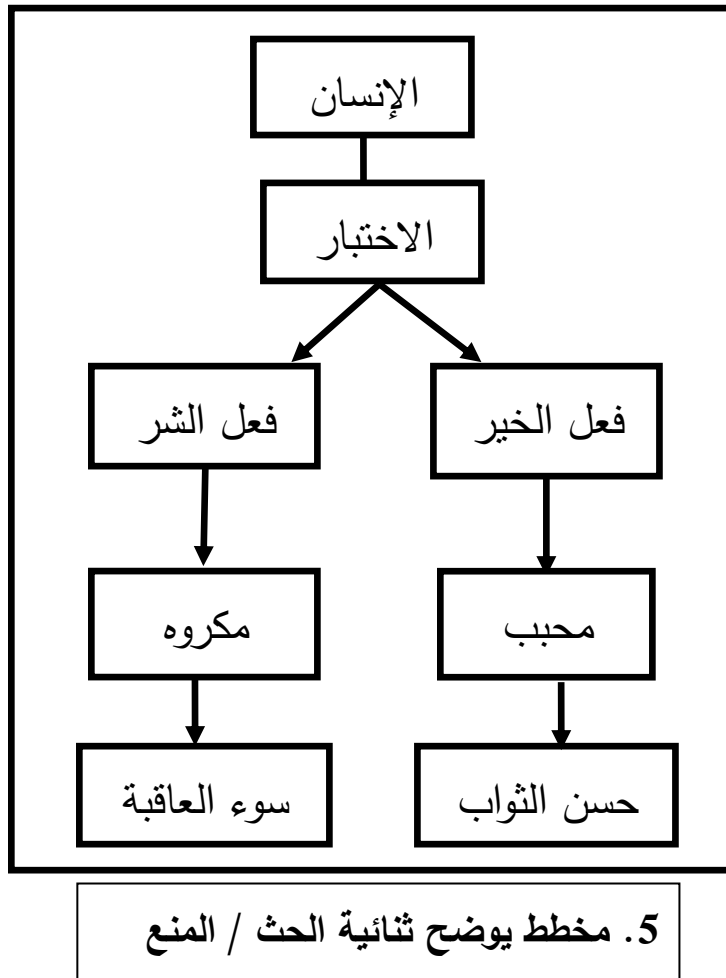 الإنسان
الاختبار
فعل الخير
فعل الشر
محبب
مكروه
حسن الثواب
سوء العاقبة
5. مخطط يوضح ثنائية الحث / المنع